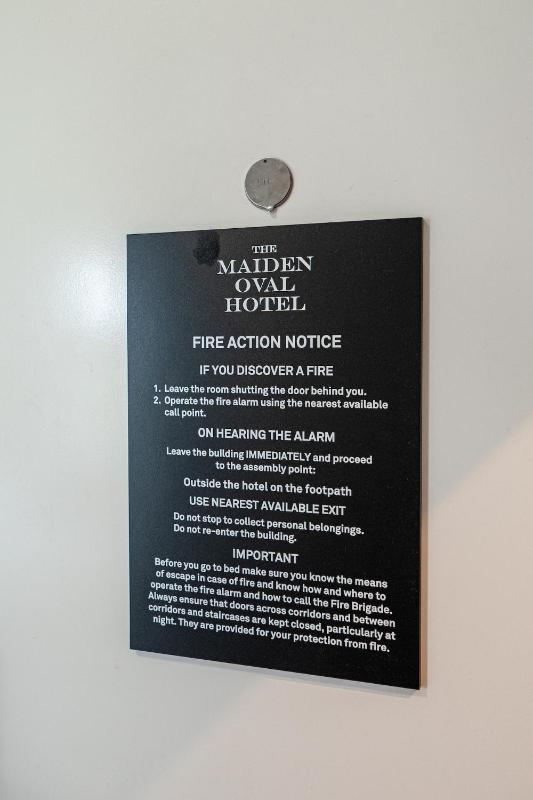 THE
MAIDEN
OVAL
HOTEL
FIRE ACTION NOTICE
IF YOU DISCOVER A FIRE
1. Leave the room shutting the door behind you.
2. Operate the fire alarm using the nearest available
call point.
ON HEARING THE ALARM
Leave the building IMMEDIATELY and proceed
to the assembly point:
Outside the hotel on the footpath
USE NEAREST AVAILABLE EXIT
Do not stop to collect personal belongings.
Do not re-enter the building.
IMPORTANT
Before you go to bed make sure you know the means
of escape in case of fire and know how and where to
operate the fire alarm and how to call the Fire Brigade.
Always ensure that doors across corridors and between
corridors and staircases are kept closed, particularly at
night. They are provided for your protection from fire.